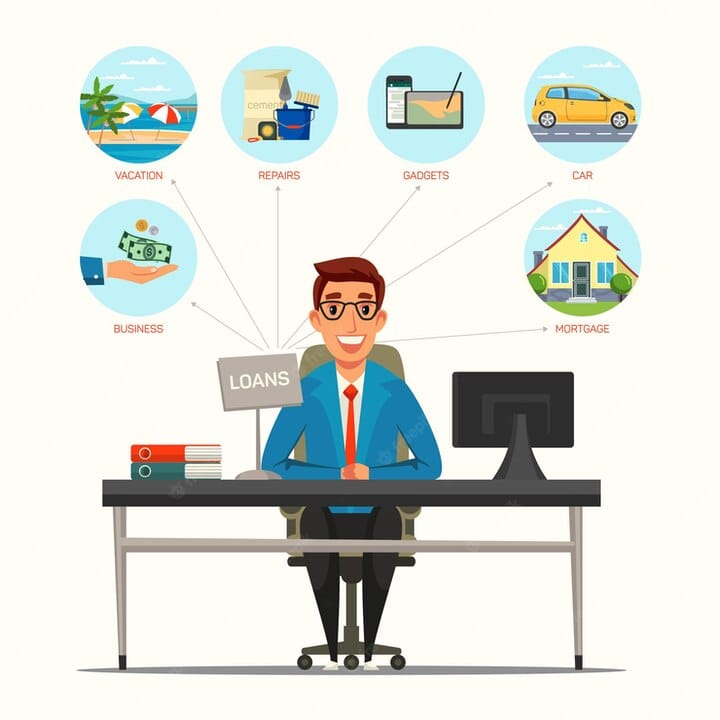 VACATION
REPAIRS
GADGETS
CAR
cement
BUSINESS
MORTGAGE
LOANS